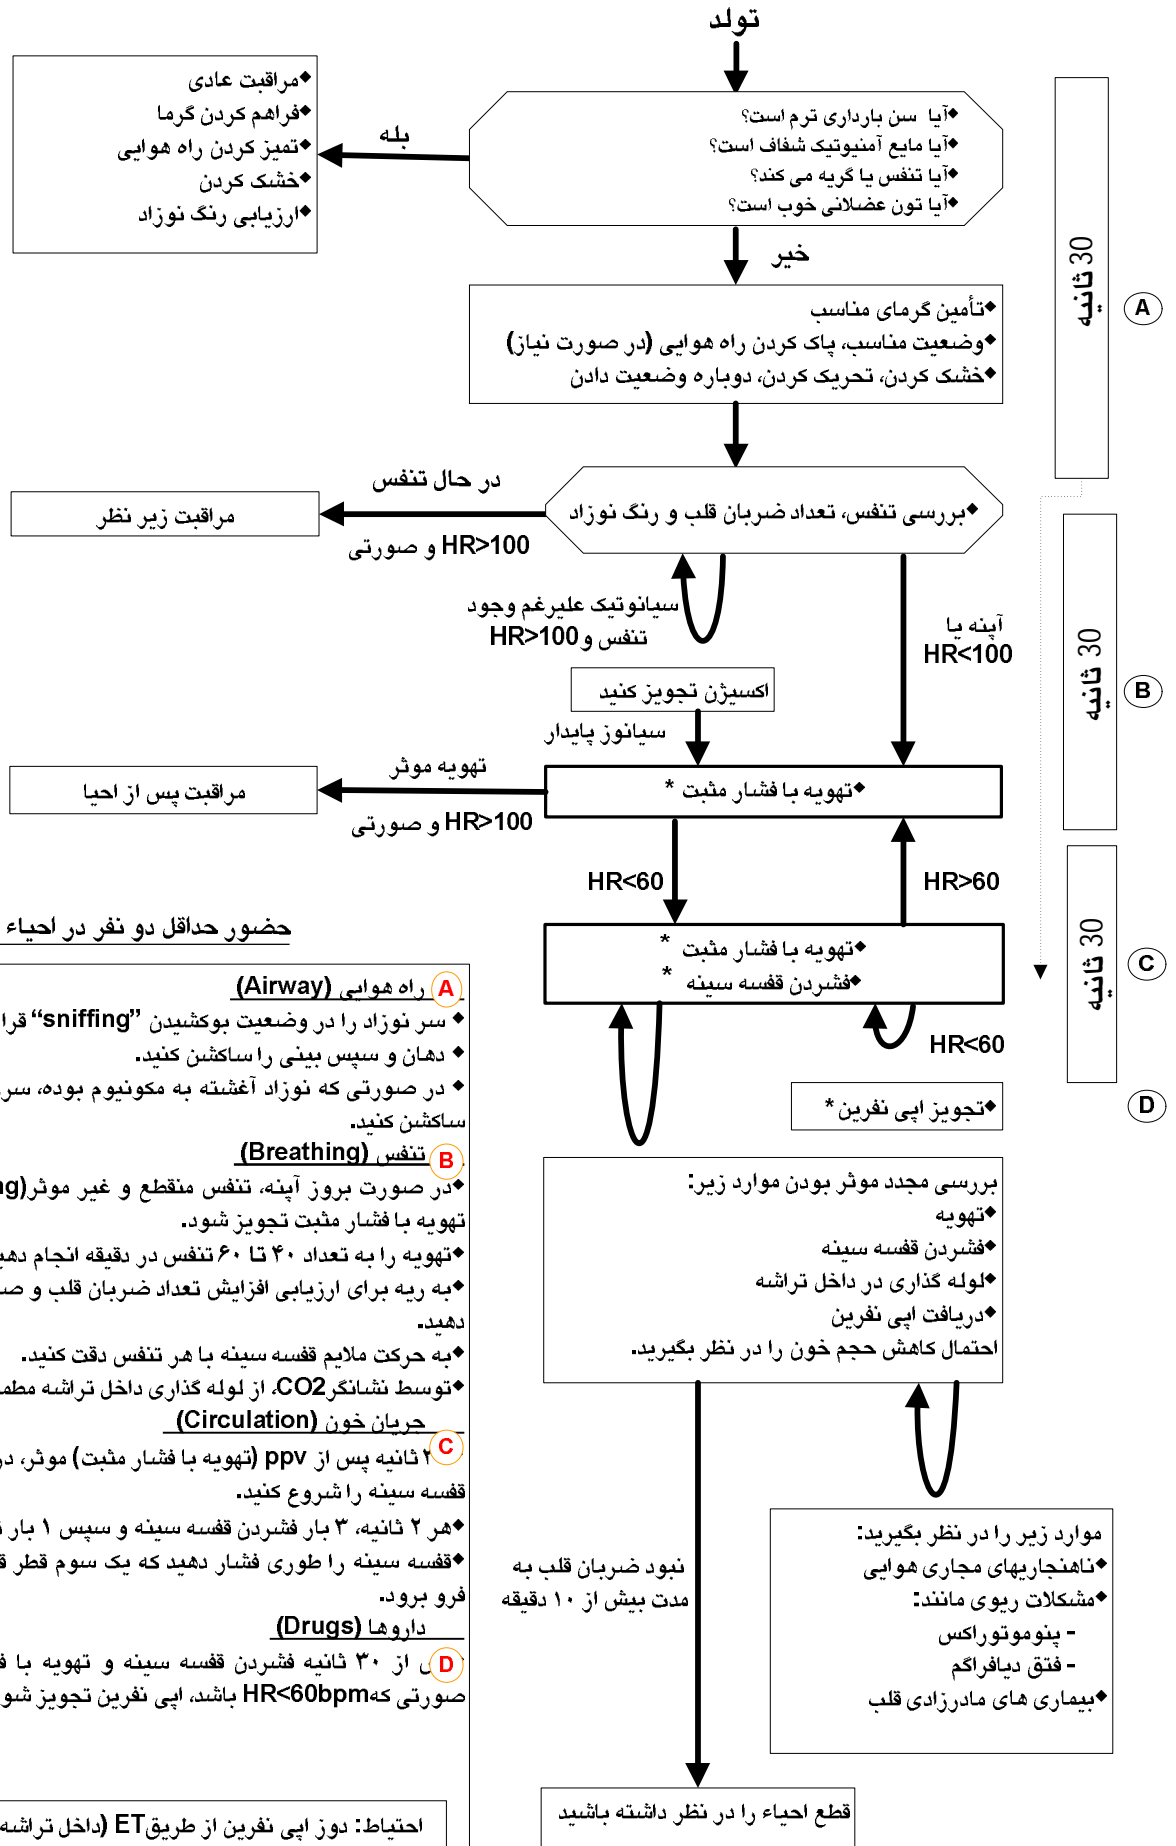 تولد
◆آیا سن بارداری ترم است؟
◆آیا مایع آمنیوتیک شفاف است؟
◆آیا تنفس یا گریه می کند؟
◆آیا تون عضلانی خوب است؟
بله
◆مراقبت عادی
◆فراهم کردن گرما
◆تمیز کردن راه هوایی
◆خشک کردن
◆ارزیابی رنگ نوزاد
خیر
30 ثانیه
A
◆تأمین گرمای مناسب
◆وضعیت مناسب، پاک کردن راه هوایی (در صورت نیاز)
◆خشک کردن، تحریک کردن، دوباره وضعیت دادن
◆بررسی تنفس، تعداد ضربان قلب و رنگ نوزاد
در حال تنفس
HR>100 و صورتی
مراقبت زیر نظر
سیانوتیک علیرغم وجود
تنفس و HR>100
آپنه یا
HR<100
30 ثانیه
B
اکسیژن تجویز کنید
سیانوز پایدار
◆تهویه با فشار مثبت *
تهویه موثر
HR>100 و صورتی
مراقبت پس از احیا
HR<60
HR>60
◆تهویه با فشار مثبت *
◆فشردن قفسه سینه *
30 ثانیه
C
HR<60
◆تجویز اپی نفرین *
D
بررسی مجدد موثر بودن موارد زیر:
◆تهویه
◆فشردن قفسه سینه
◆لوله گذاری در داخل تراشه
◆دریافت اپی نفرین
احتمال کاهش حجم خون را در نظر بگیرید.
موارد زیر را در نظر بگیرید:
◆ناهنجاریهای مجاری هوایی
◆مشکلات ریوی مانند:
- پنوموتوراکس
- فتق دیافراگم
◆بیماری های مادرزادی قلب
نبود ضربان قلب به
مدت بیش از ۱۰ دقیقه
قطع احیاء را در نظر داشته باشید
حضور حداقل دو نفر در احیاء
A راه هوایی (Airway)
◆ سر نوزاد را در وضعیت بوکشیدن “sniffing”
◆ دهان و سپس بینی را ساکشن کنید.
◆ در صورتی که نوزاد آغشته به مکونیوم بوده،
ساکشن کنید.
B تنفس (Breathing)
◆در صورت بروز آپنه، تنفس منقطع و غیر موثر
تهویه با فشار مثبت تجویز شود.
◆تهویه را به تعداد ۴۰ تا ۶۰ تنفس در دقیقه انجام
◆به ریه برای ارزیابی افزایش تعداد ضربان قلب و
دهید.
◆به حرکت ملایم قفسه سینه با هر تنفس دقت کنید.
◆توسط نشانگر CO2، از لوله گذاری داخل تراشه
C جریان خون (Circulation)
ثانیه پس از ppv (تهویه با فشار مثبت) موثر،
قفسه سینه را شروع کنید.
◆هر ۲ ثانیه، ۳ بار فشردن قفسه سینه و سپس ۱ بار
◆قفسه سینه را طوری فشار دهید که یک سوم قطر
فرو برود.
D داروها (Drugs)
از ۳۰ ثانیه فشردن قفسه سینه و تهویه با
صورتی که HR<60bpm باشد، اپی نفرین تجویز
احتیاط: دوز اپی نفرین از طریق ET (داخل تراشه